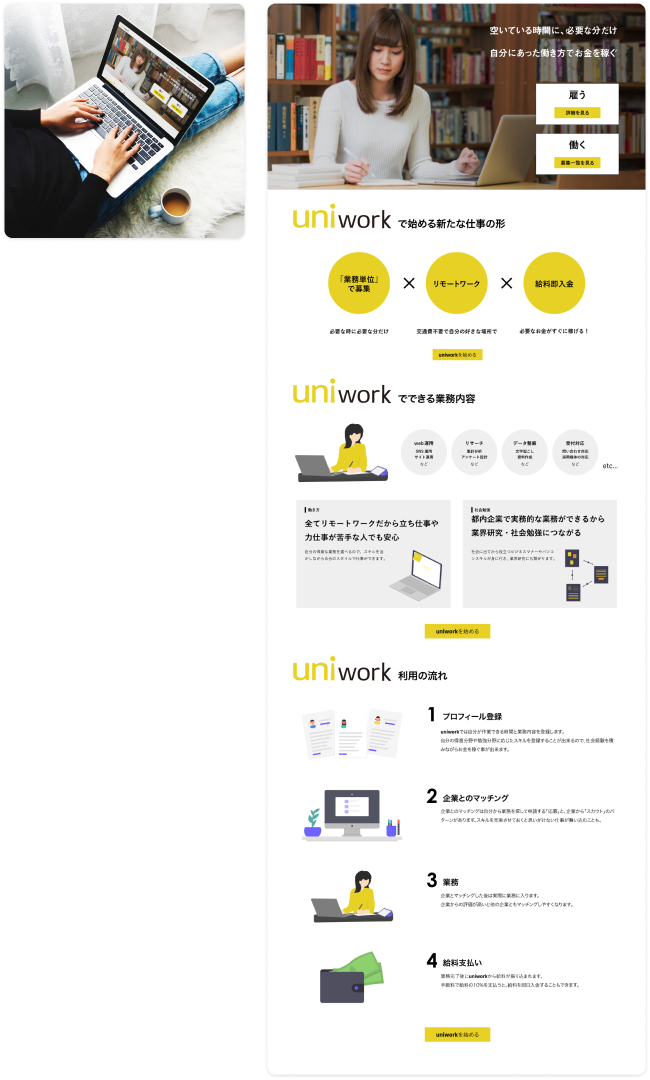 空いている時間に、必要な分だけ
自分にあった働き方でお金を稼ぐ
雇う
詳細を見る
働く
募集一覧を見る
uniwork で始める新たな仕事の形
「業務単位」
で募集
×
リモートワーク
×
給料即入金
必要な時に必要な分だけ
交通費不要で自分の好きな場所で
必要なお金がすぐに稼げる！
uniworkを始める
uniwork でできる業務内容
web 運用
SNS 運用
サイト運用
など
リサーチ
集計分析
アンケート設計
など
データ整備
文字起こし
資料作成
など
受付対応
問い合わせ対応
採用媒体の対応
など
etc...
働き方
全てリモートワークだから立ち仕事や
力仕事が苦手な人でも安心
自分の得意な業務を選べるので、スキルを活
かしながら自分のスタイルで仕事ができます。
社会勉強
都内企業で実務的な業務ができるから
業界研究・社会勉強につながる
社会に出てから役立つビジネスマナーやパソコ
ンスキルが身に付き、業界研究にも繋がります。
uniworkを始める
uniwork 利用の流れ
1 プロフィール登録
uniworkでは自分が作業できる時間と業務内容を登録します。
自分の得意分野や勉強分野に応じたスキルを登録することが出来るので、社会経験を積
みながらお金を稼ぐ事が出来ます。
2 企業とのマッチング
企業とのマッチングは自分から業務を探して申請する「応募」と、企業から「スカウト」のパ
ターンがあります。スキルを充実させておくと思いがけない仕事が舞い込むことも。
3 業務
企業とマッチングした後は実際に業務に入ります。
企業からの評価が高いと他の企業ともマッチングしやすくなります。
4 給料支払い
業務完了後にuniworkから給料が振り込まれます。
手数料で給料の10%を支払うと、給料を即日入金することもできます。
uniworkを始める